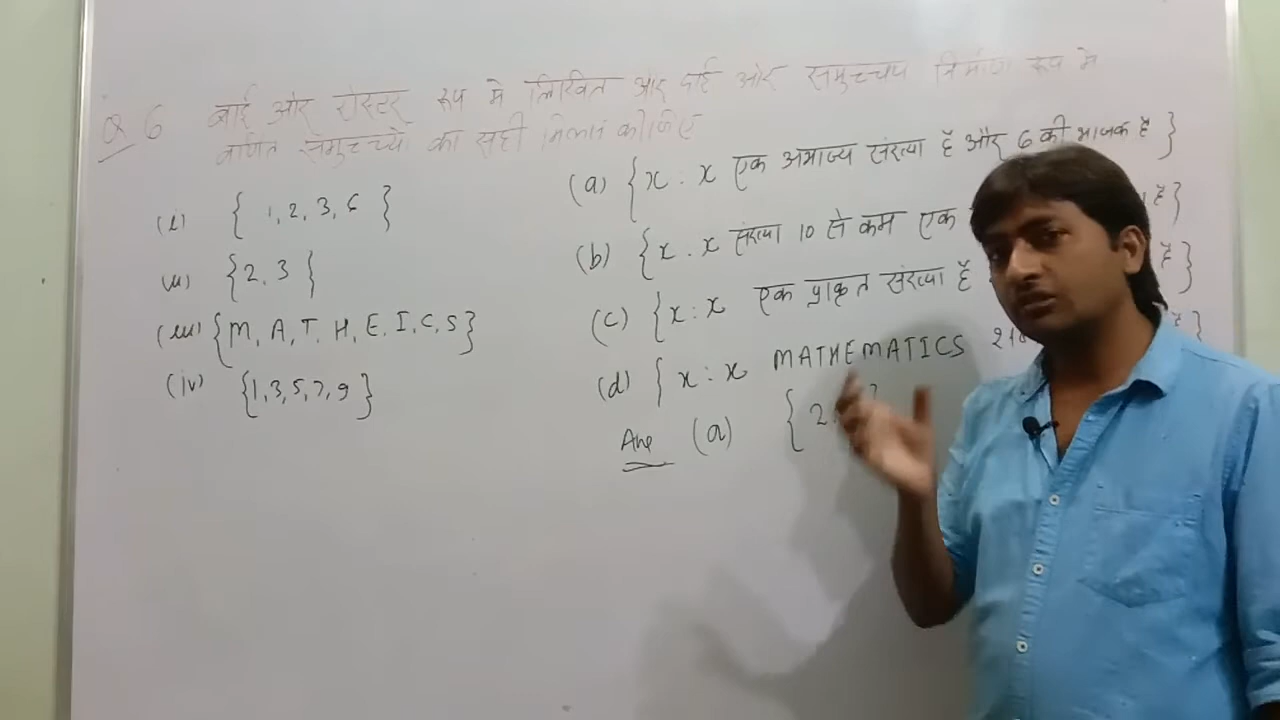 Q 6 बाई ओर रोस्टर रूप मे लिखित और दाई ओर समुच्चय निर्माण रूप मे
वर्णित समुच्चयो का सही मिलान कीजिए
(i) { 1, 2, 3, 6 }
(ii) { 2, 3 }
(iii) { M, A, T, H, E, I, C, S }
(iv) { 1, 3, 5, 7, 9 }
(a) { x : x एक अभाज्य संख्या है और 6 की भाजक है }
(b) { x : x संख्या 10 से कम एक है }
(c) { x : x एक प्राकृत संख्या है है }
(d) { x : x MATHEMATICS है }
Ans (a) { 2